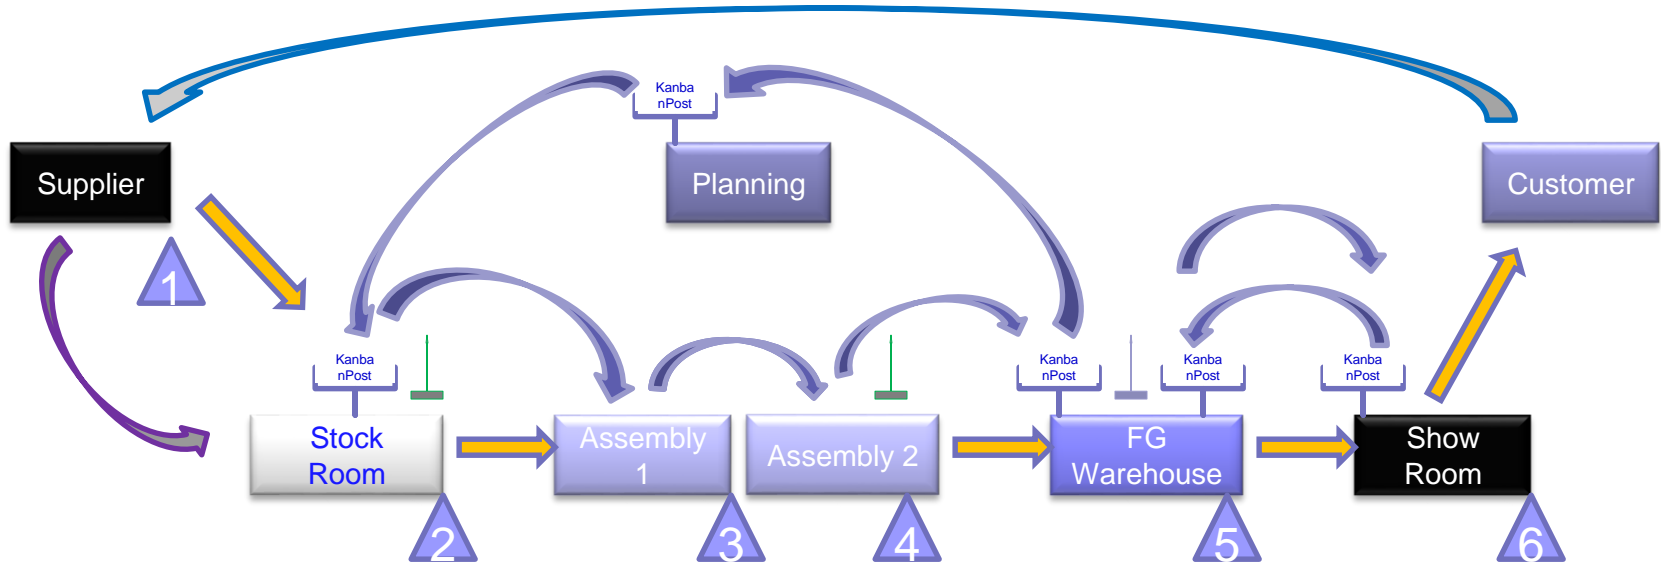 Kanba
nPost
Supplier
Planning
Customer
1
Kanba
nPost
Kanba
nPost
Kanba
nPost
Kanba
nPost
Stock
Room
Assembly
1
Assembly 2
FG
Warehouse
Show
Room
2
3
4
5
6